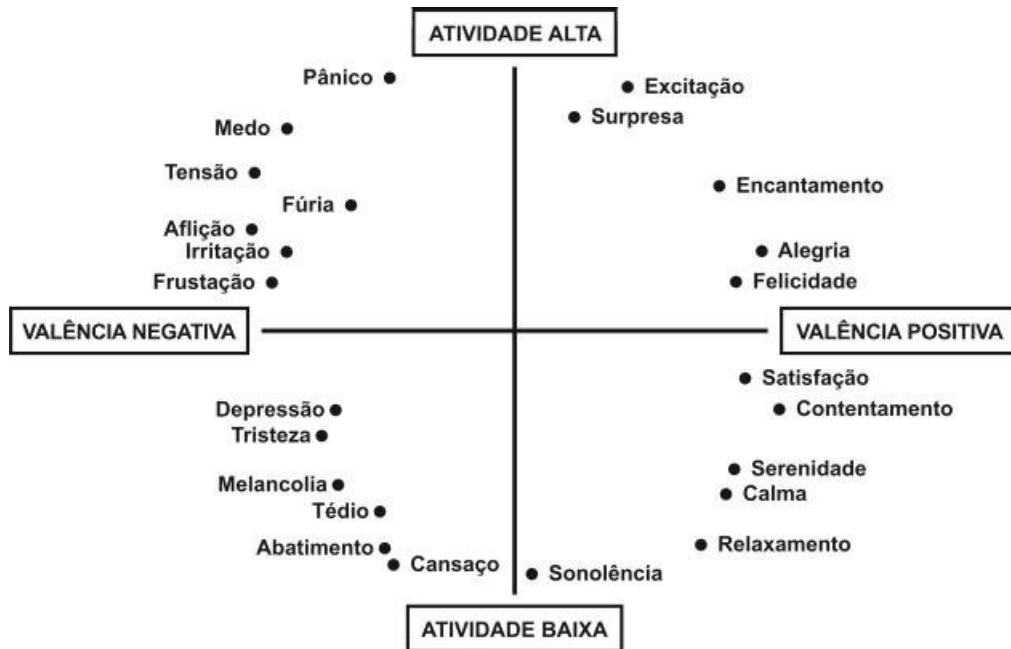 ATIVIDADE ALTA
Pânico
Excitação
Surpresa
Medo
Tensão
Encantamento
Fúria
Aflição
Irritação
Alegria
Frustação
Felicidade
VALÊNCIA NEGATIVA
VALÊNCIA POSITIVA
Satisfação
Depressão
Contentamento
Tristeza
Serenidade
Melancolia
Calma
Tédio
Abatimento
Relaxamento
Cansaço
Sonolência
ATIVIDADE BAIXA